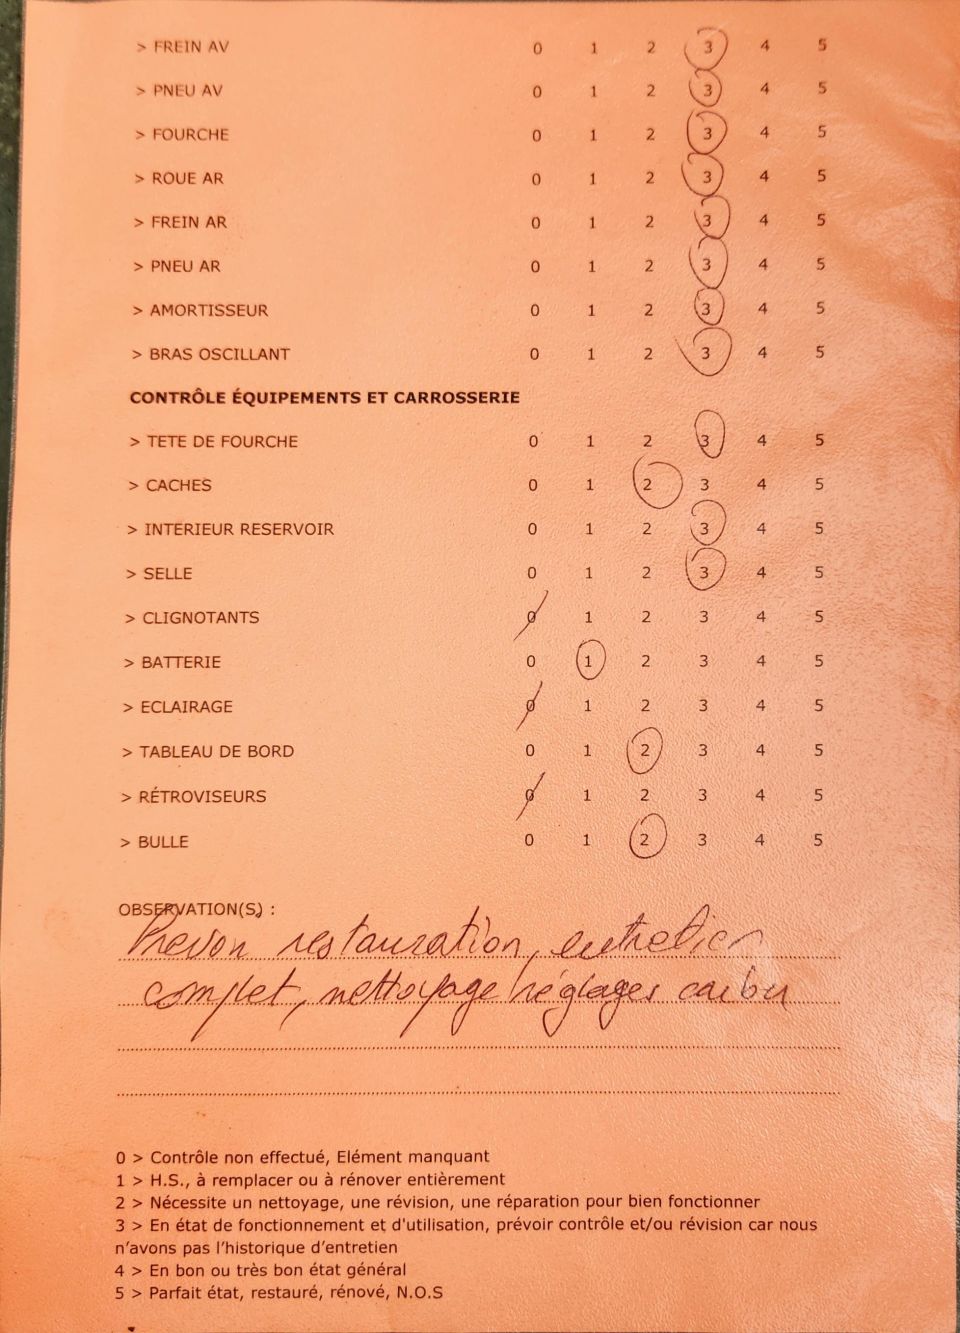 > FREIN AV 0 1 2 3 4 5
> PNEU AV 0 1 2 3 4 5
> FOURCHE 0 1 2 3 4 5
> ROUE AR 0 1 2 3 4 5
> FREIN AR 0 1 2 3 4 5
> PNEU AR 0 1 2 3 4 5
> AMORTISSEUR 0 1 2 3 4 5
> BRAS OSCILLANT 0 1 2 3 4 5
CONTRÔLE ÉQUIPEMENTS ET CARROSSERIE
> TETE DE FOURCHE 0 1 2 3 4 5
> CACHES 0 1 2 3 4 5
> INTERIEUR RESERVOIR 0 1 2 3 4 5
> SELLE 0 1 2 3 4 5
> CLIGNOTANTS 0 1 2 3 4 5
> BATTERIE 0 1 2 3 4 5
> ECLAIRAGE 0 1 2 3 4 5
> TABLEAU DE BORD 0 1 2 3 4 5
> RÉTROVISEURS 0 1 2 3 4 5
> BULLE 0 1 2 3 4 5
OBSERVATION(S) :
Prevoir restauration, entretien
complet, nettoyage réglages carbu
0 > Contrôle non effectué, Elément manquant
1 > H.S., à remplacer ou à rénover entièrement
2 > Nécessite un nettoyage, une révision, une réparation pour bien fonctionner
3 > En état de fonctionnement et d'utilisation, prévoir contrôle et/ou révision car nous
n'avons pas l'historique d'entretien
4 > En bon ou très bon état général
5 > Parfait état, restauré, rénové, N.O.S